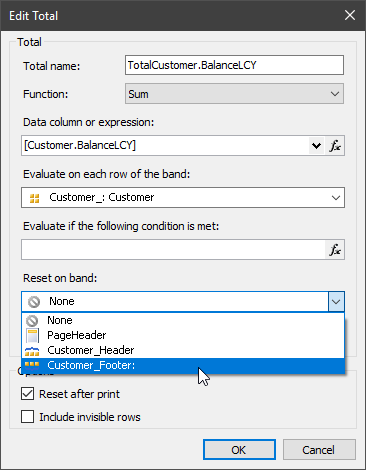 Edit Total
Total
Total name: TotalCustomer.BalanceLCY
Function: Sum
Data column or expression:
[Customer.BalanceLCY] fx
Evaluate on each row of the band:
Customer_: Customer
Evaluate if the following condition is met:
fx
Reset on band:
None
None
PageHeader
Customer_Header
Customer_Footer:
Reset after print
Include invisible rows
OK Cancel